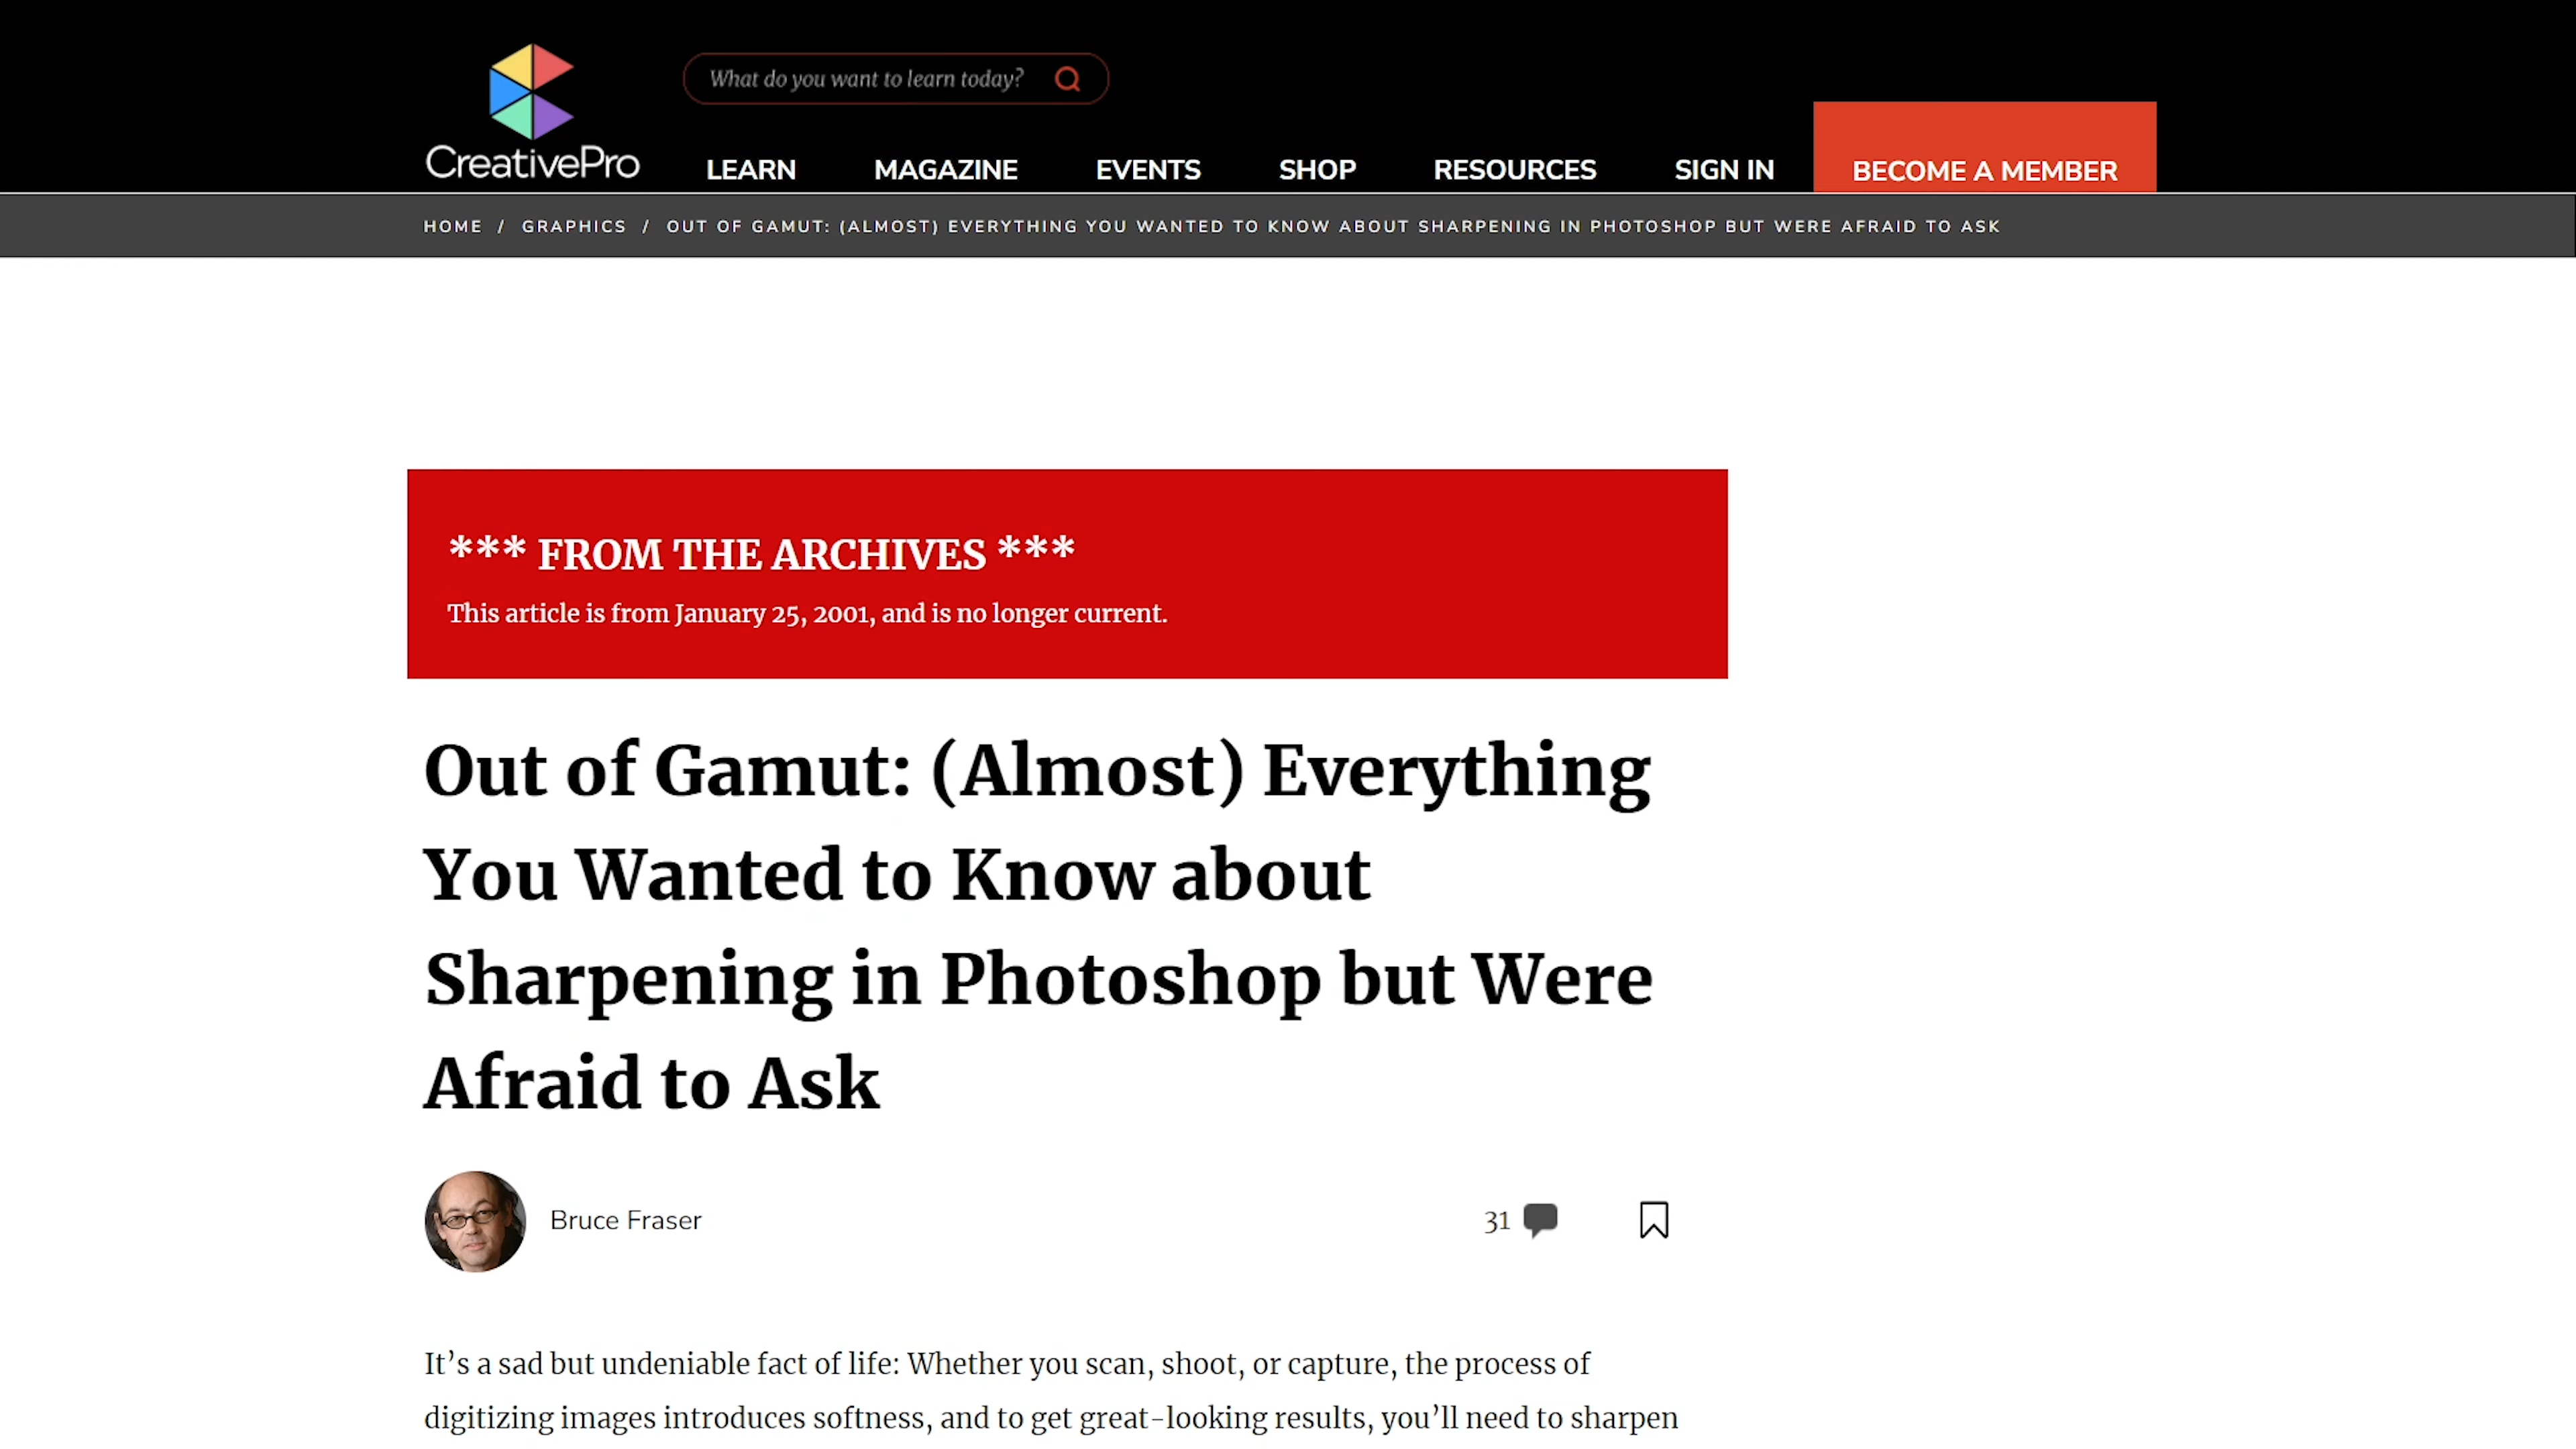 What do you want to learn today?
CreativePro
LEARN MAGAZINE EVENTS SHOP RESOURCES SIGN IN BECOME A MEMBER
HOME / GRAPHICS / OUT OF GAMUT: (ALMOST) EVERYTHING YOU WANTED TO KNOW ABOUT SHARPENING IN PHOTOSHOP BUT WERE AFRAID TO ASK
*** FROM THE ARCHIVES ***
This article is from January 25, 2001, and is no longer current.
Out of Gamut: (Almost) Everything
You Wanted to Know about
Sharpening in Photoshop but Were
Afraid to Ask
Bruce Fraser
31
It's a sad but undeniable fact of life: Whether you scan, shoot, or capture, the process of
digitizing images introduces softness, and to get great-looking results, you'll need to sharpen